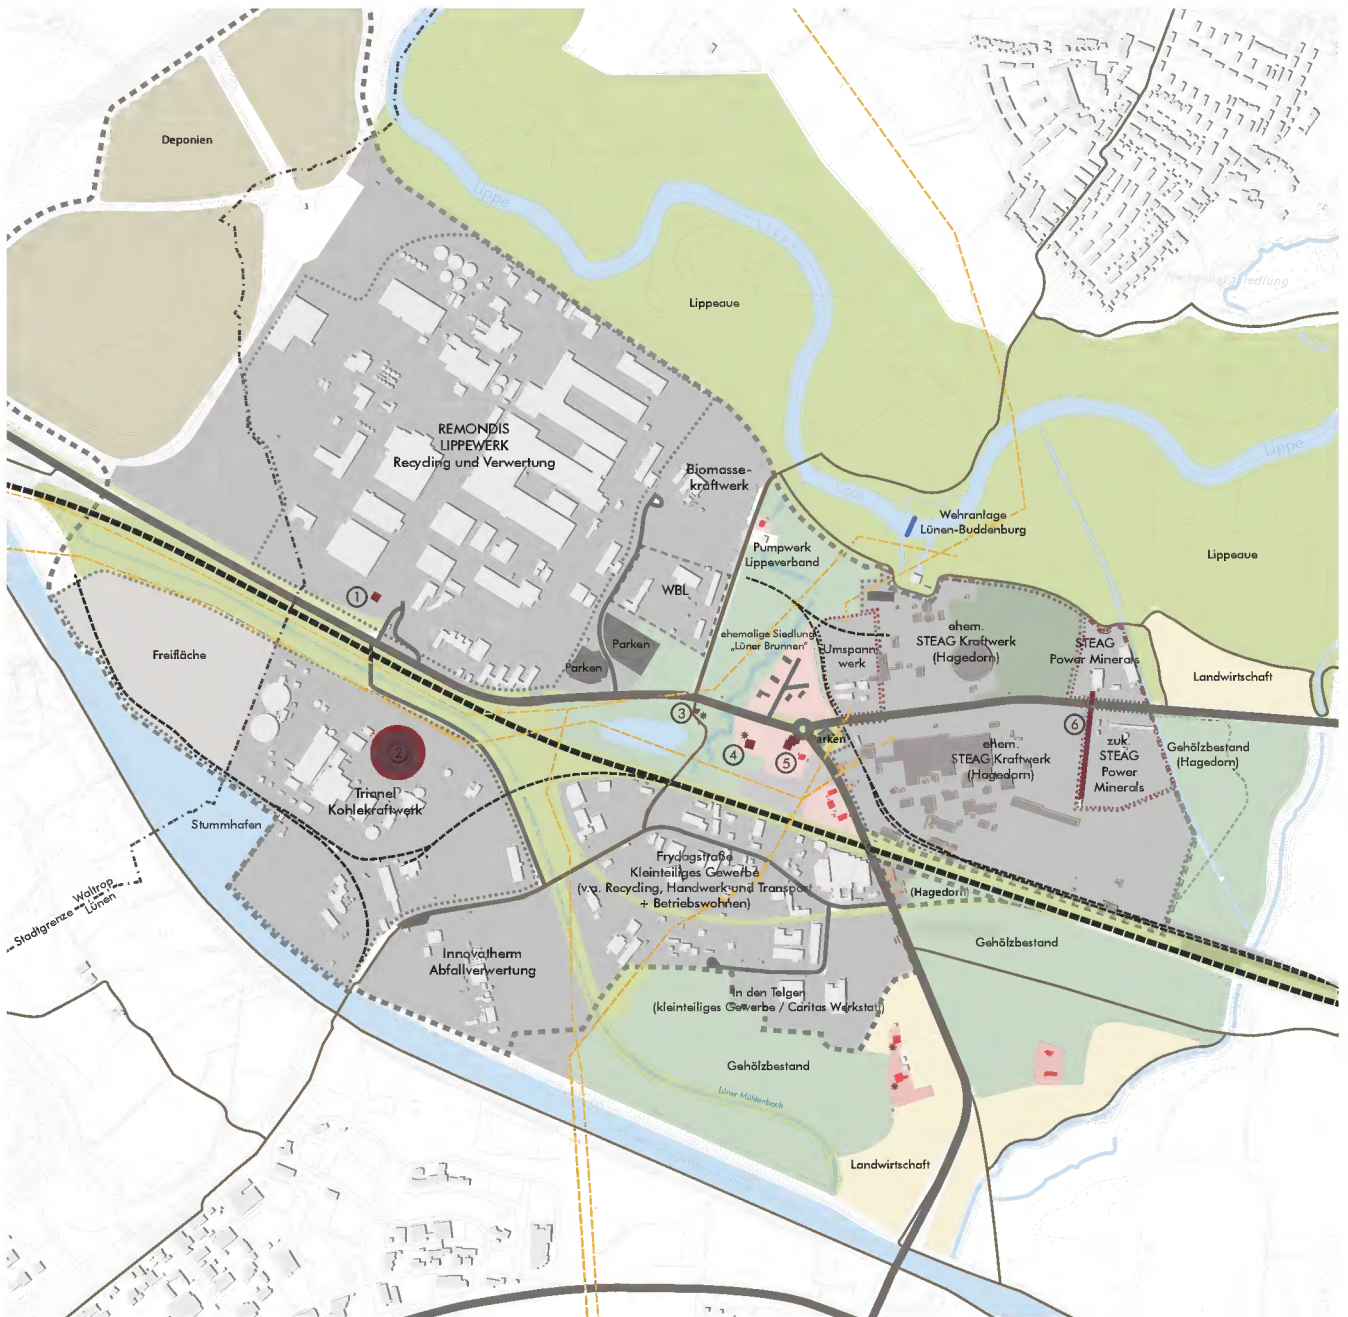 Deponien
Lippe
Lippe
Lippeaue
REMONDIS
LIPPEWERK
Recycling und Verwertung
Biomasse-
kraftwerk
Lippe
Lippe
Wehranlage
Lünen-Buddenburg
Pumpwerk
Lippeverband
Lippeaue
WBL
1
7
ehemalige Siedlung
„Lüner Brunnen"
Umspann-
werk
ehem.
STEAG Kraftwerk
(Hagedorn)
STEAG
Power Minerals
Landwirtschaft
Freifläche
Parken
Parken
3
4
5
Parken
6
ehem.
STEAG Kraftwerk
(Hagedorn)
zuk.
STEAG
Power
Minerals
Gehölzbestand
(Hagedorn)
2
Trianel
Kohlekraftwerk
Stummhafen
Stadtgrenze Waltrop
Lünen
Frydagstraße
Kleinteiliges Gewerbe
(v.a. Recycling, Handwerk und Transport
+ Betriebswohnen)
(Hagedorn)
Gehölzbestand
Innovatherm
Abfallverwertung
In den Telgen
(kleinteiliges Gewerbe / Caritas Werkstatt)
Gehölzbestand
Lüner Mühlenbach
Landwirtschaft